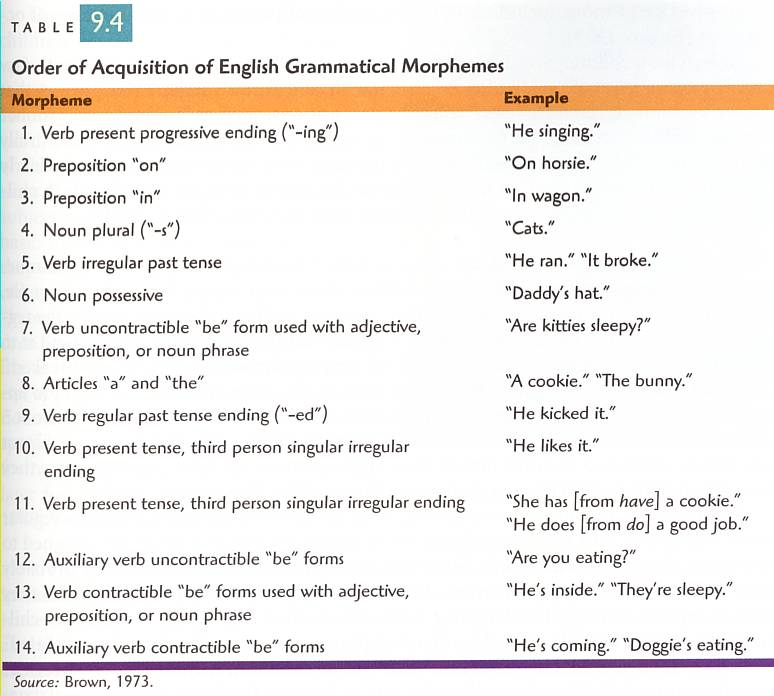 TABLE 9.4
Order of Acquisition of English Grammatical Morphemes
Morpheme Example
1. Verb present progressive ending ("-ing") "He singing."
2. Preposition "on" "On horsie."
3. Preposition "in" "In wagon."
4. Noun plural ("-s") "Cats."
5. Verb irregular past tense "He ran." "It broke."
6. Noun possessive "Daddy's hat."
7. Verb uncontractible "be" form used with adjective, "Are kitties sleepy?"
preposition, or noun phrase
8. Articles "a" and "the" "A cookie." "The bunny."
9. Verb regular past tense ending ("-ed") "He kicked it."
10. Verb present tense, third person singular irregular "He likes it."
ending
11. Verb present tense, third person singular irregular ending "She has [from have] a cookie."
"He does [from do] a good job."
12. Auxiliary verb uncontractible "be" forms "Are you eating?"
13. Verb contractible "be" forms used with adjective, "He's inside." "They're sleepy."
preposition, or noun phrase
14. Auxiliary verb contractible "be" forms "He's coming." "Doggie's eating."
Source: Brown, 1973.